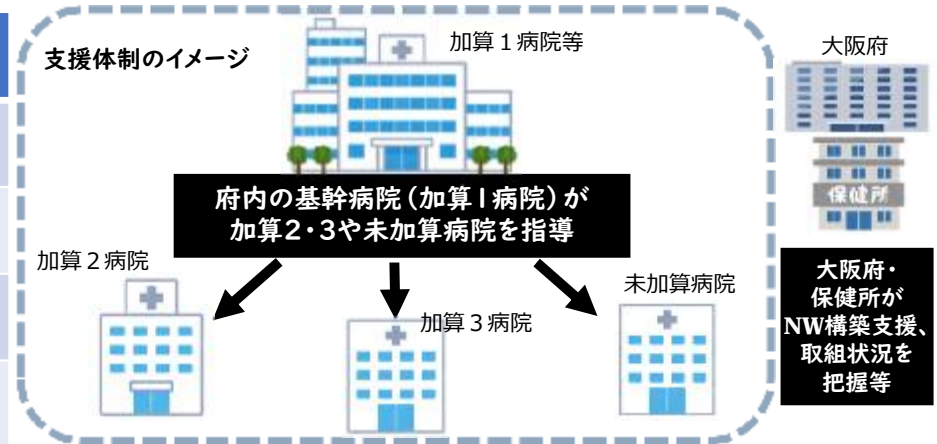 支援体制のイメージ
加算1病院等
府内の基幹病院(加算1病院)が
加算2・3や未加算病院を指導
加算2病院
加算3病院
未加算病院
大阪府
保健所
大阪府・
保健所が
NW構築支援、
取組状況を
把握等